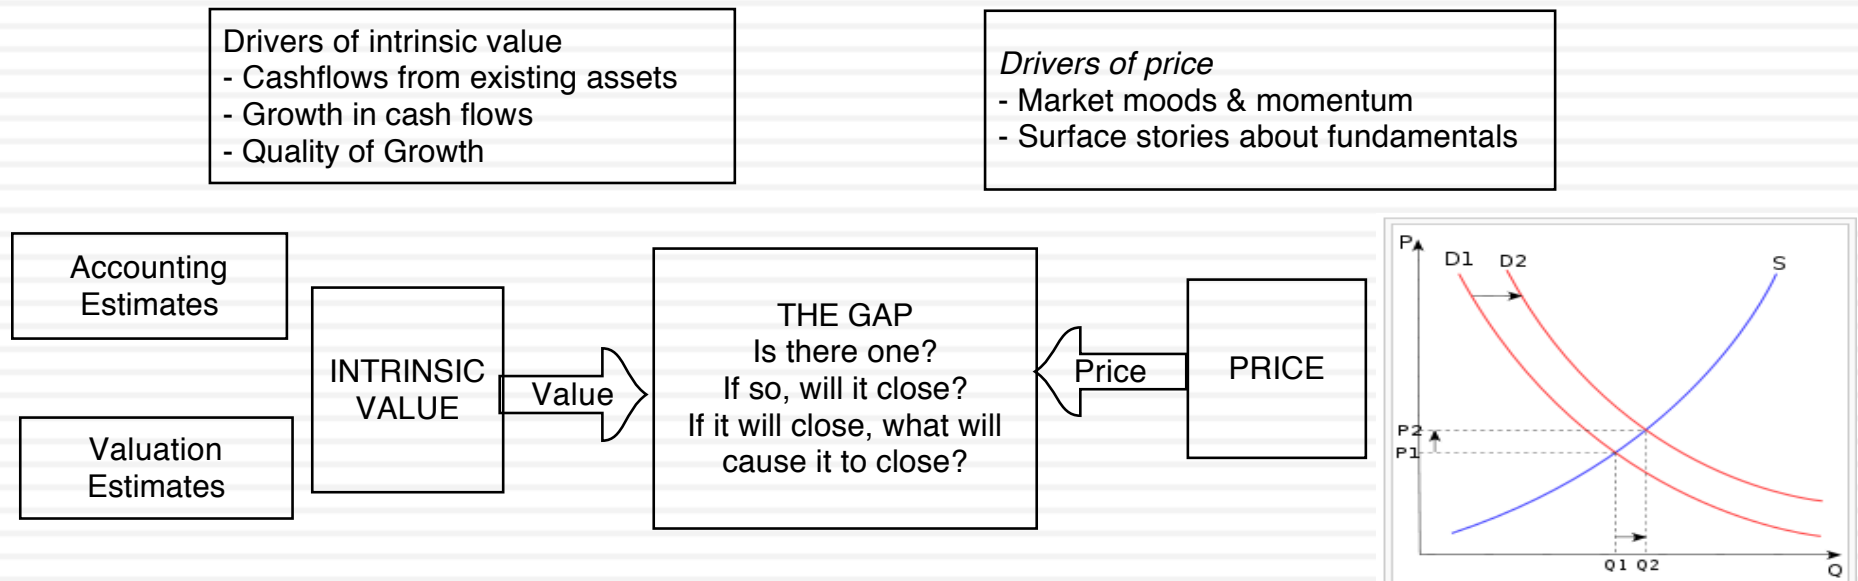 Drivers of intrinsic value
- Cashflows from existing assets
- Growth in cash flows
- Quality of Growth
Drivers of price
- Market moods & momentum
- Surface stories about fundamentals
Accounting
Estimates
Valuation
Estimates
INTRINSIC
VALUE
Value
THE GAP
Is there one?
If so, will it close?
If it will close, what will
cause it to close?
Price
PRICE
P
D1
D2
S
P2
P1
Q1 Q2
Q